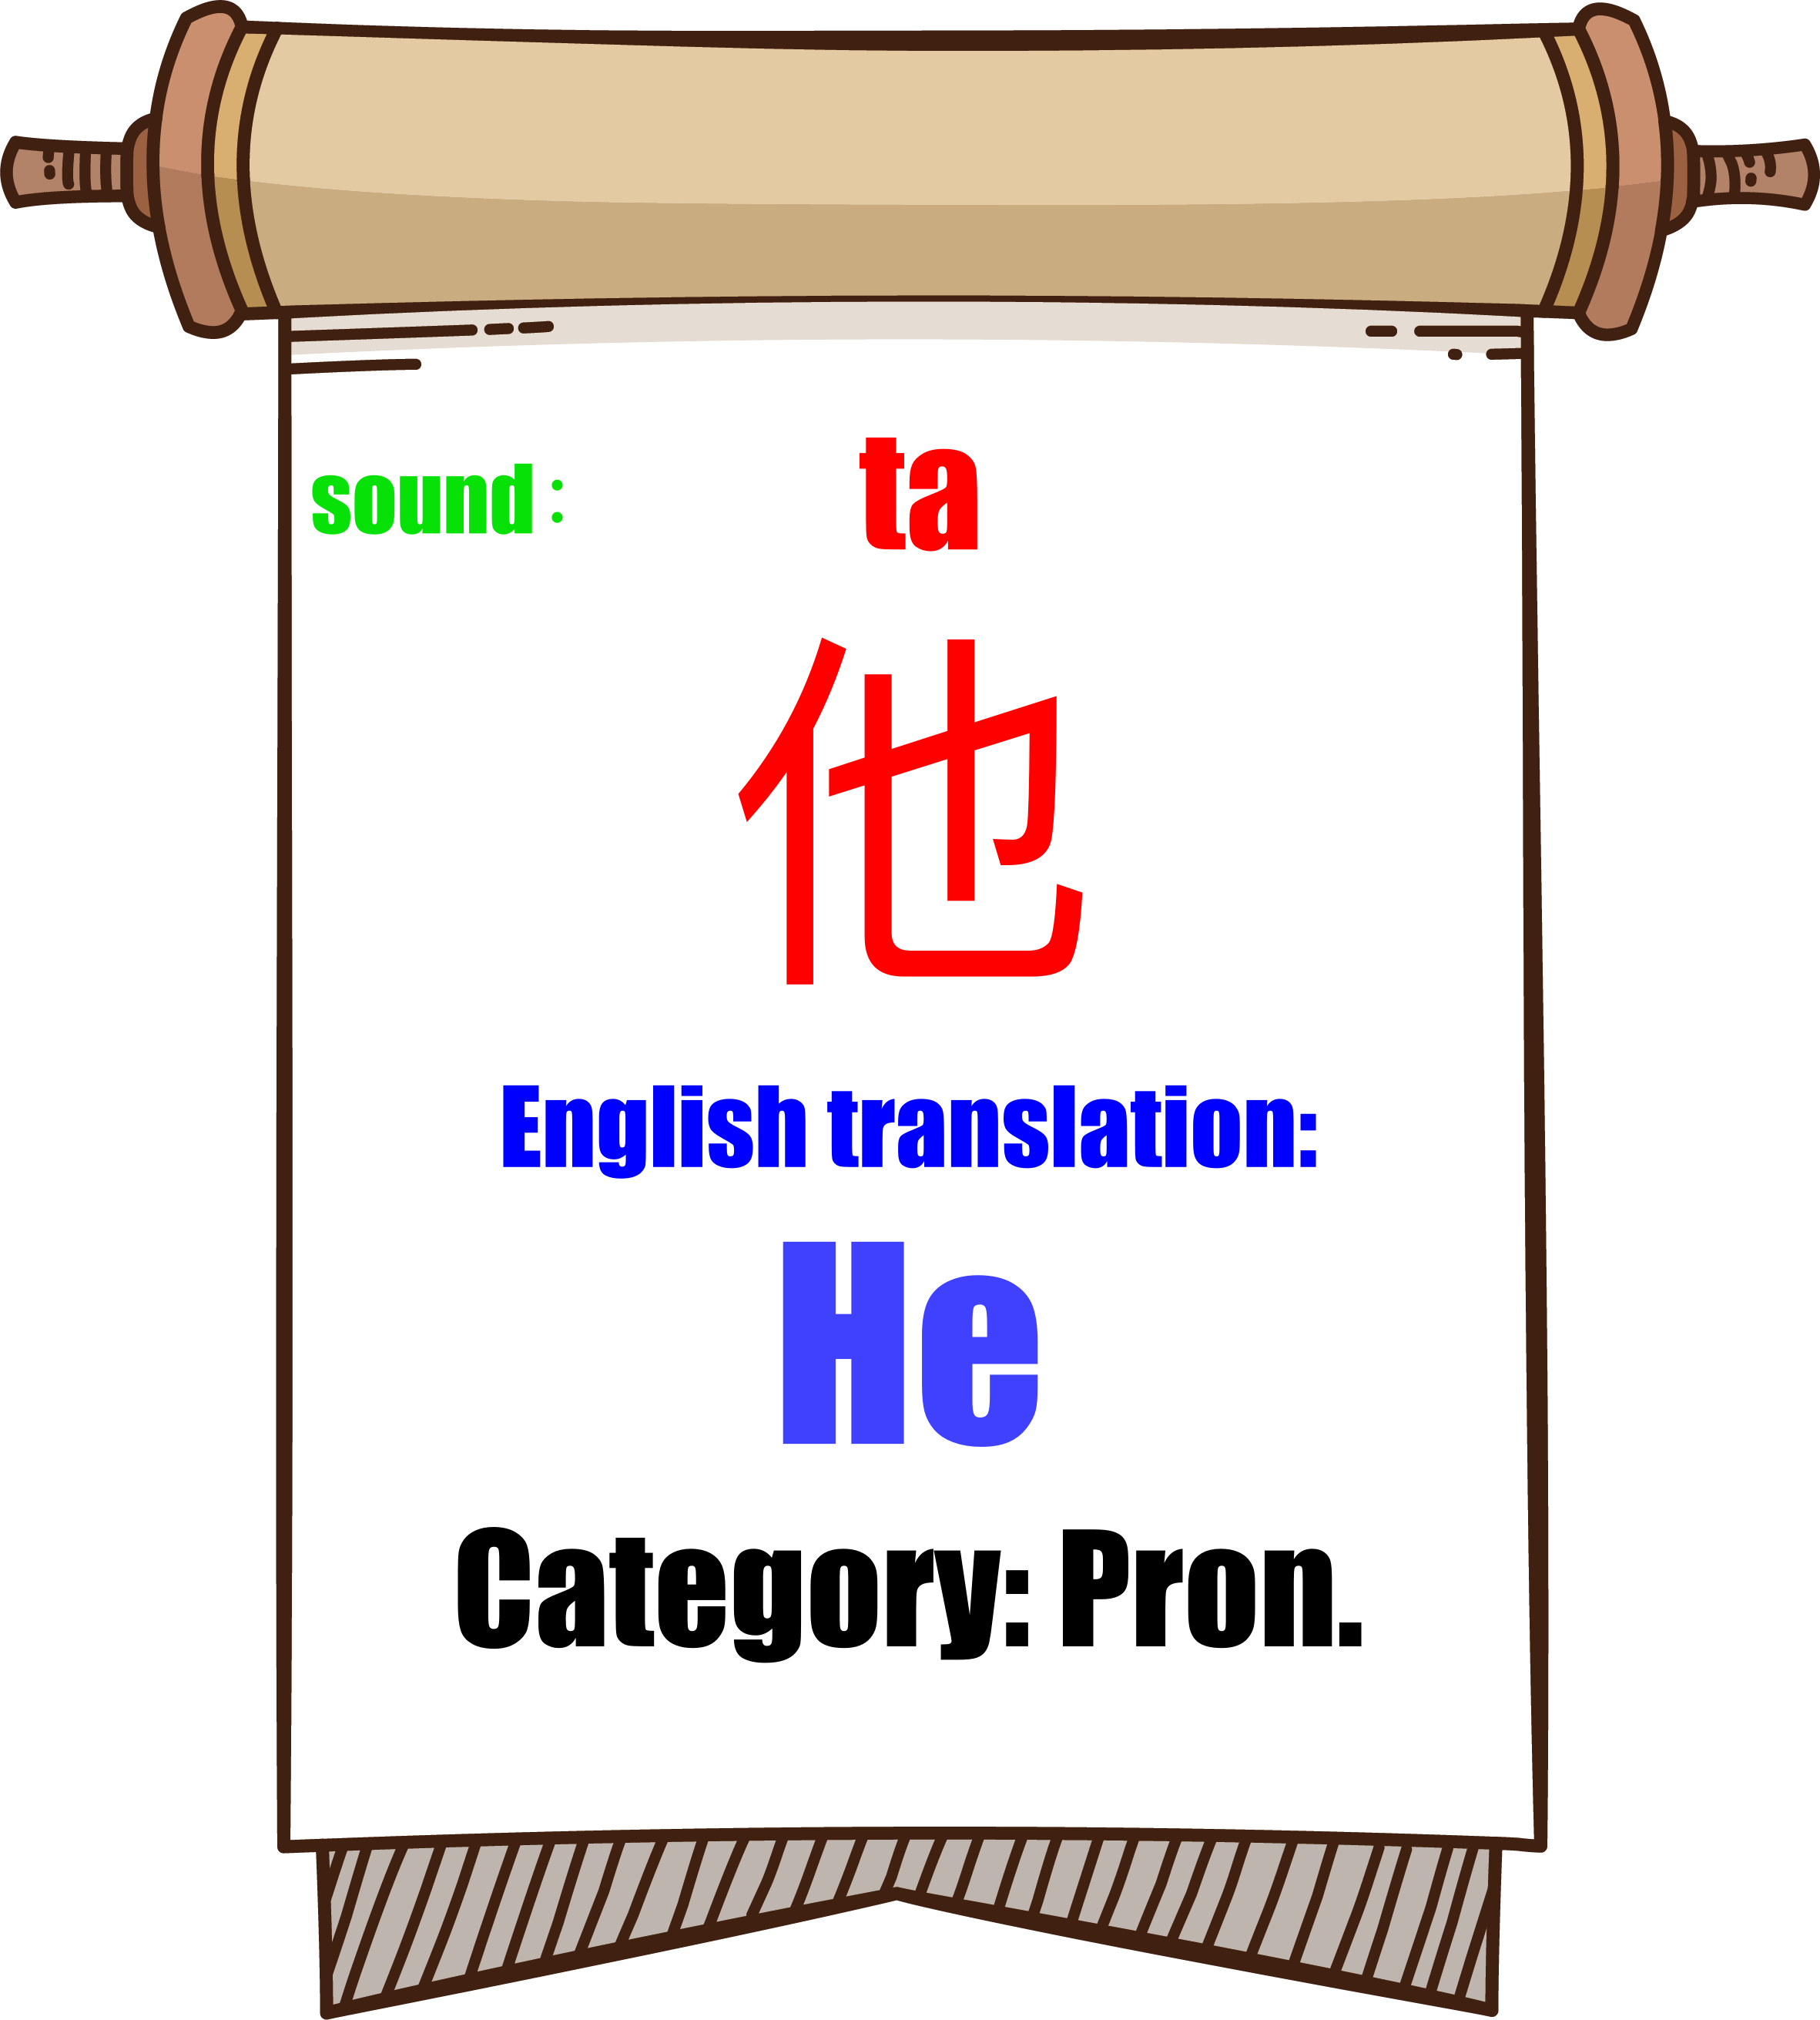 sound : ta
他
English translation:
He
Category: Pron.